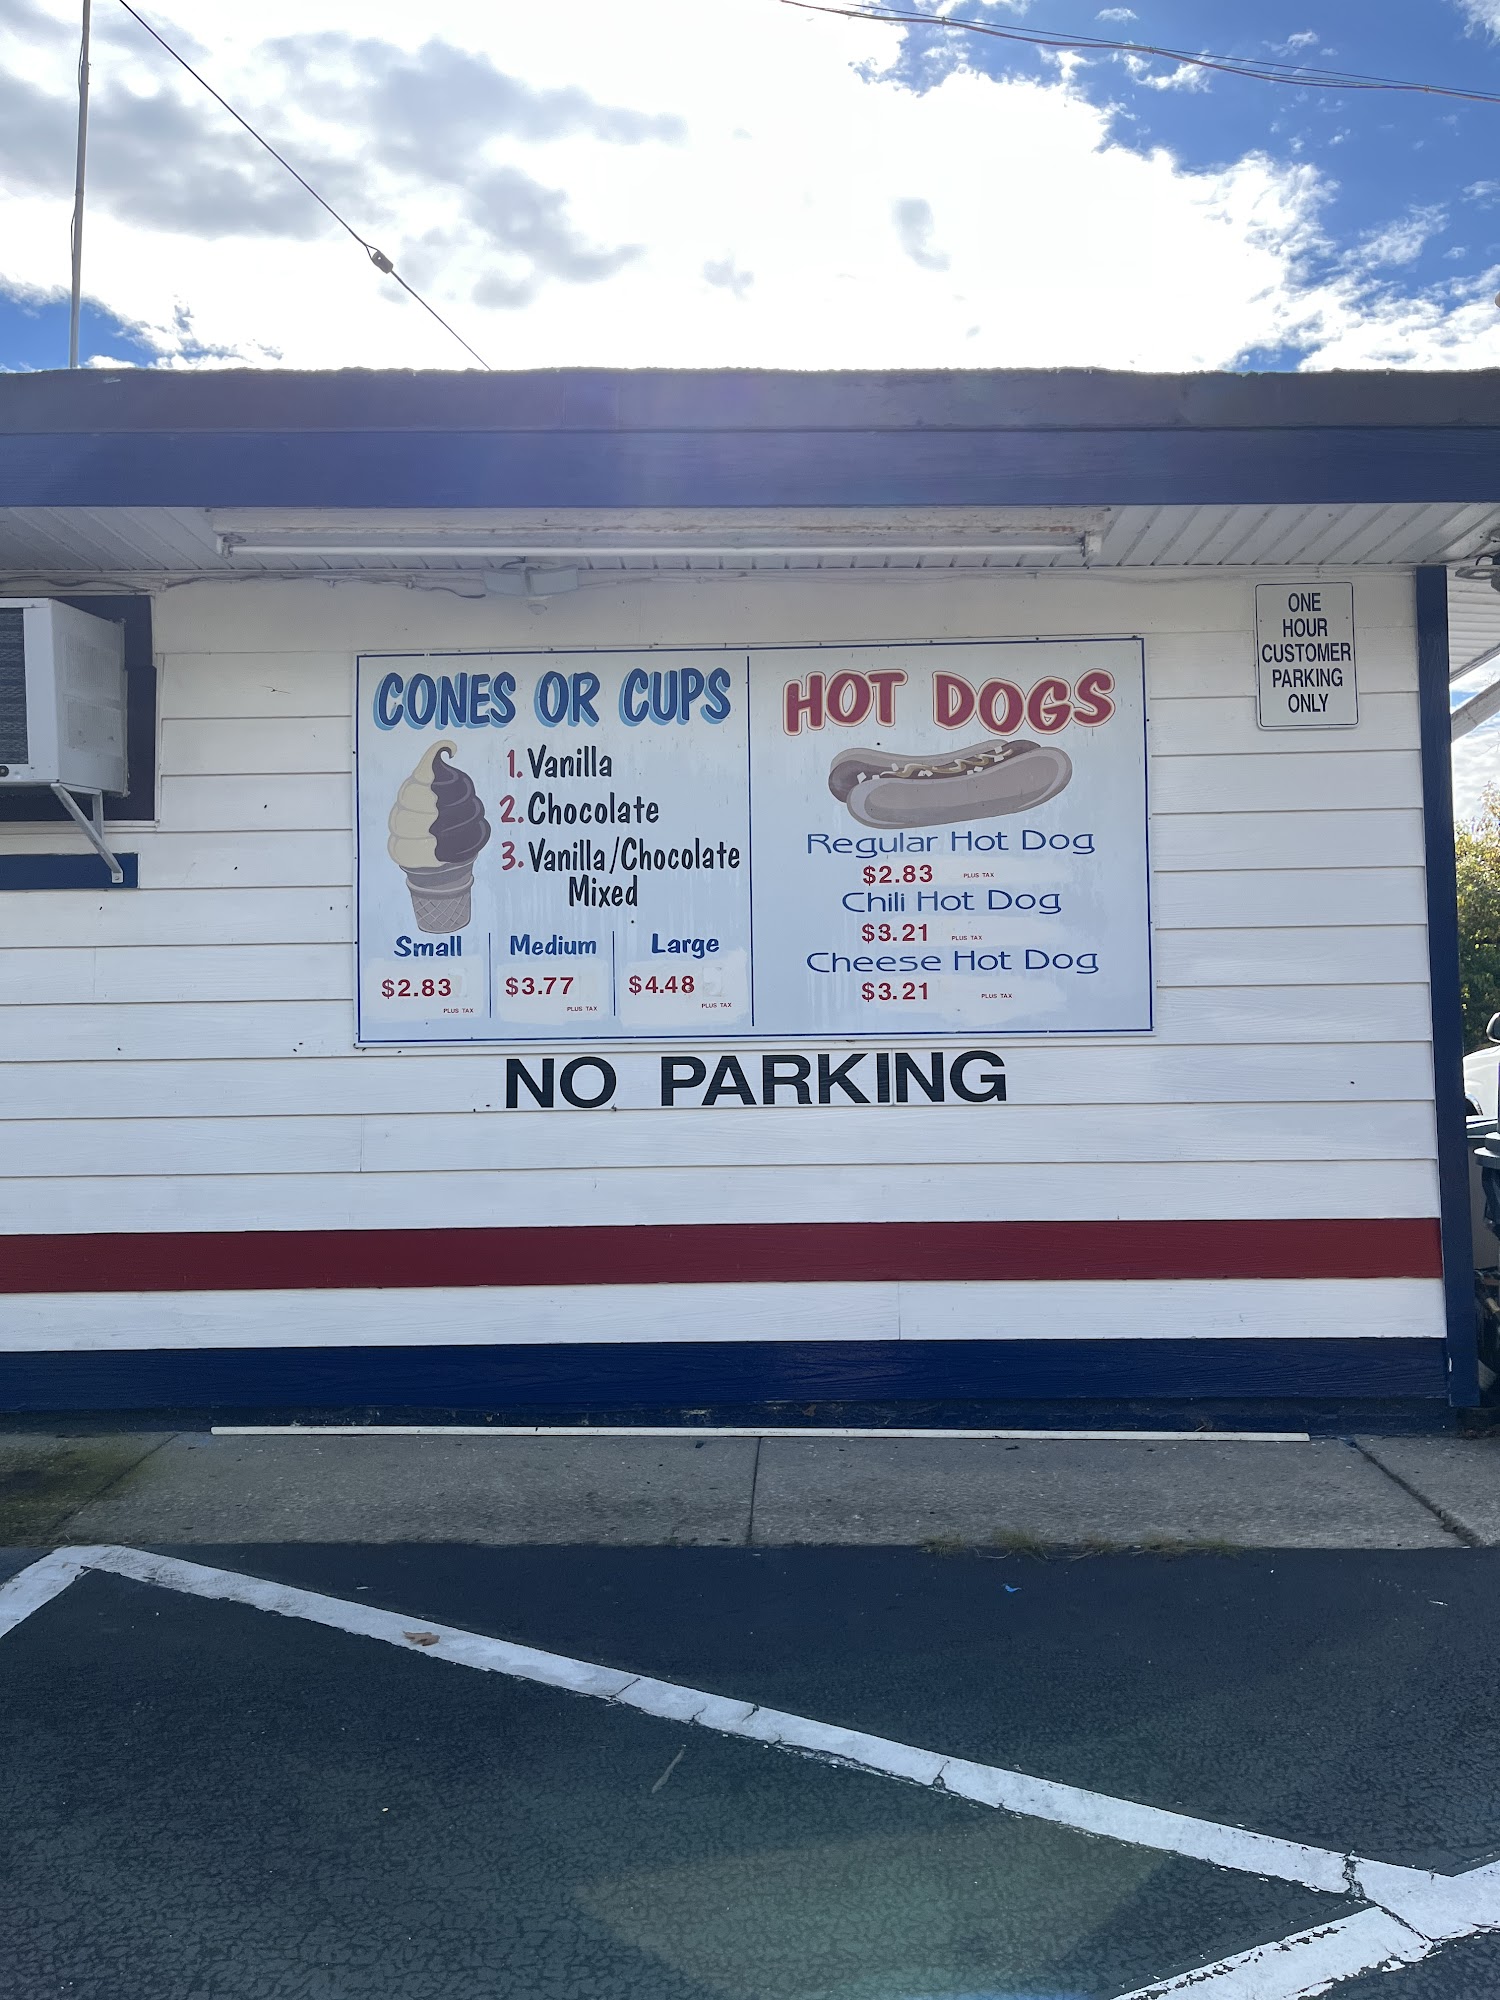 CONES OR CUPS
1. Vanilla
2. Chocolate
3. Vanilla/Chocolate
Mixed
Small
$2.83
PLUS TAX
Medium
$3.77
PLUS TAX
Large
$4.48
PLUS TAX
HOT DOGS
Regular Hot Dog
$2.83 PLUS TAX
Chili Hot Dog
$3.21 PLUS TAX
Cheese Hot Dog
$3.21 PLUS TAX
ONE
HOUR
CUSTOMER
PARKING
ONLY
NO PARKING